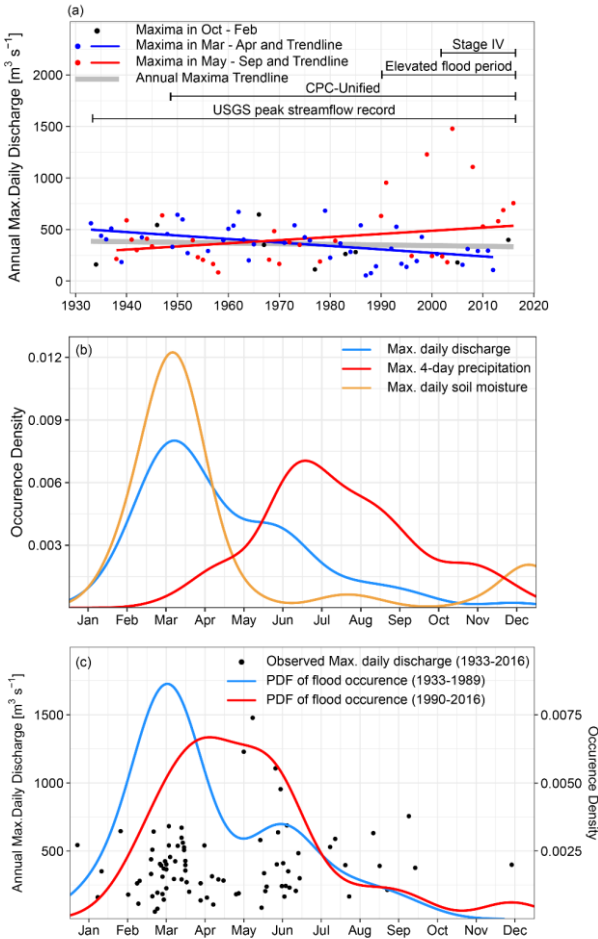 (a)
Maxima in Oct - Feb
Maxima in Mar - Apr and Trendline
Maxima in May - Sep and Trendline
Annual Maxima Trendline
Stage IV
Elevated flood period
CPC-Unified
USGS peak streamflow record
Annual Max.Daily Discharge [m³ s⁻¹]
2000
1500
1000
500
0
1930 1940 1950 1960 1970 1980 1990 2000 2010 2020
(b)
Max. daily discharge
Max. 4-day precipitation
Max. daily soil moisture
Occurence Density
0.012
0.009
0.006
0.003
Jan Feb Mar Apr May Jun Jul Aug Sep Oct Nov Dec
(c)
Observed Max. daily discharge (1933-2016)
PDF of flood occurence (1933-1989)
PDF of flood occurence (1990-2016)
Annual Max.Daily Discharge [m³ s⁻¹]
1500
1000
500
0.0075
0.0050
0.0025
Occurence Density
Jan Feb Mar Apr May Jun Jul Aug Sep Oct Nov Dec